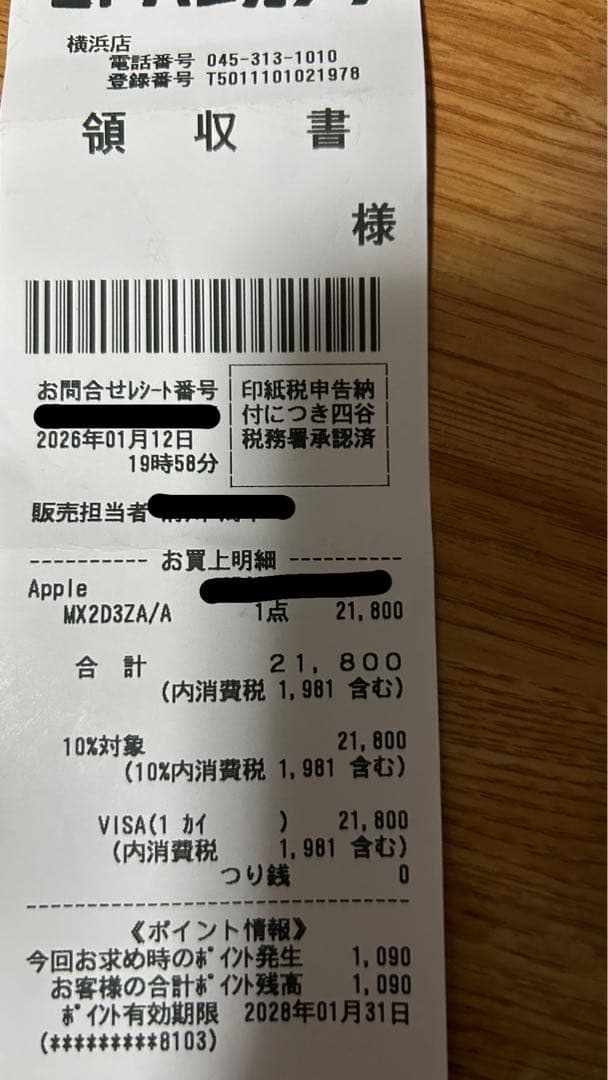 横浜店
電話番号 045-313-1010
登録番号 T5011101021978
領 収 書
様
お問合せﾚｼｰﾄ番号
2026年01月12日
19時58分
印紙税申告納
付につき四谷
税務署承認済
販売担当者
---------- お買上明細 ----------
Apple
MX2D3ZA/A 1点 21,800
合 計 21,800
(内消費税 1,981 含む)
10%対象 21,800
(10%内消費税 1,981 含む)
VISA(1 ｶｲ ) 21,800
(内消費税 1,981 含む)
つり銭 0
--------------------------------
《ポイント情報》
今回お求め時のﾎﾟｲﾝﾄ発生 1,090
お客様の合計ﾎﾟｲﾝﾄ残高 1,090
ﾎﾟｲﾝﾄ有効期限 2028年01月31日
(*********8103)